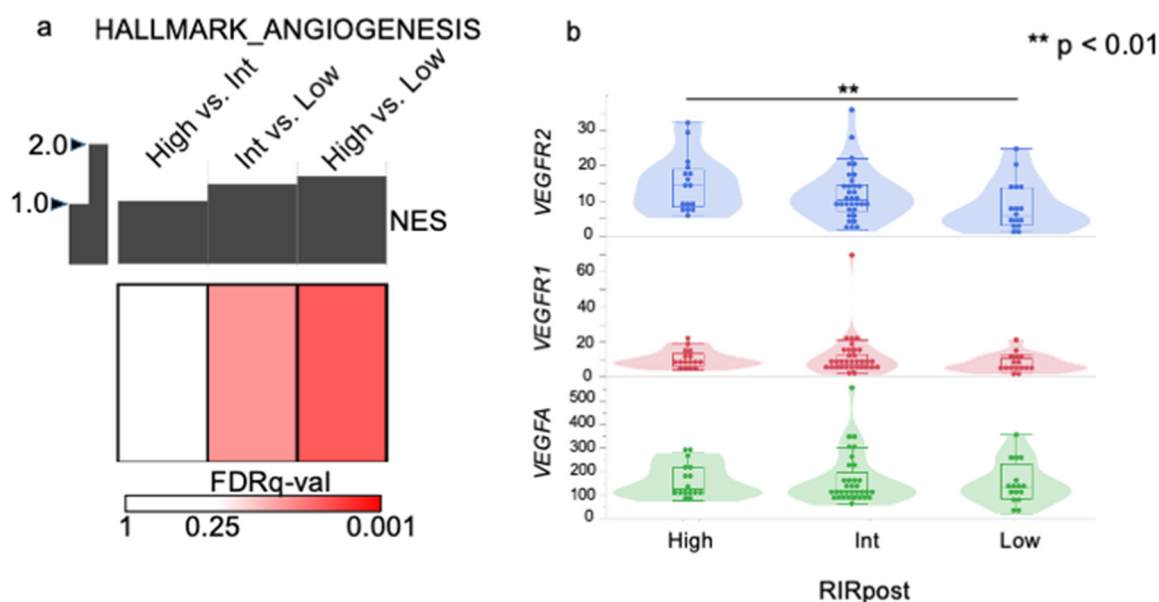 a
HALLMARK_ANGIOGENESIS
High vs. Int
Int vs. Low
High vs. Low
2.0
1.0
NES
FDRq-val
1 0.25 0.001
b
** p < 0.01
**
VEGFR2
30
20
10
0
VEGFR1
60
40
20
0
VEGFA
500
400
300
200
100
0
High Int Low
RIRpost